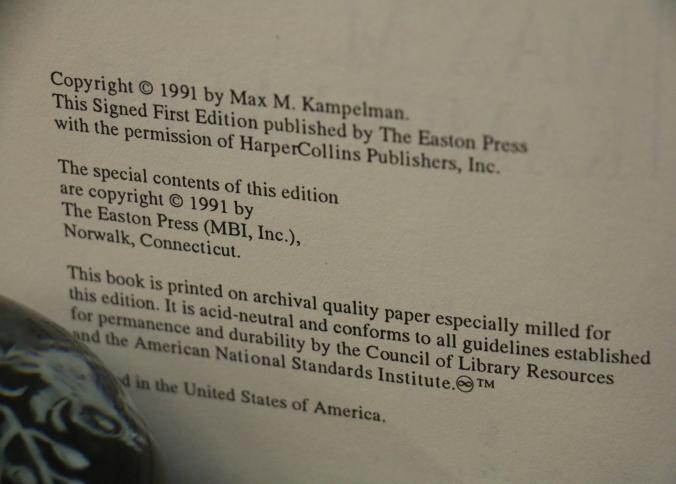 Copyright © 1991 by Max M. Kampelman.
This Signed First Edition published by The Easton Press
with the permission of HarperCollins Publishers, Inc.
The special contents of this edition
are copyright © 1991 by
The Easton Press (MBI, Inc.),
Norwalk, Connecticut.
This book is printed on archival quality paper especially milled for
this edition. It is acid-neutral and conforms to all guidelines established
for permanence and durability by the Council of Library Resources
and the American National Standards Institute.♾™
in the United States of America.